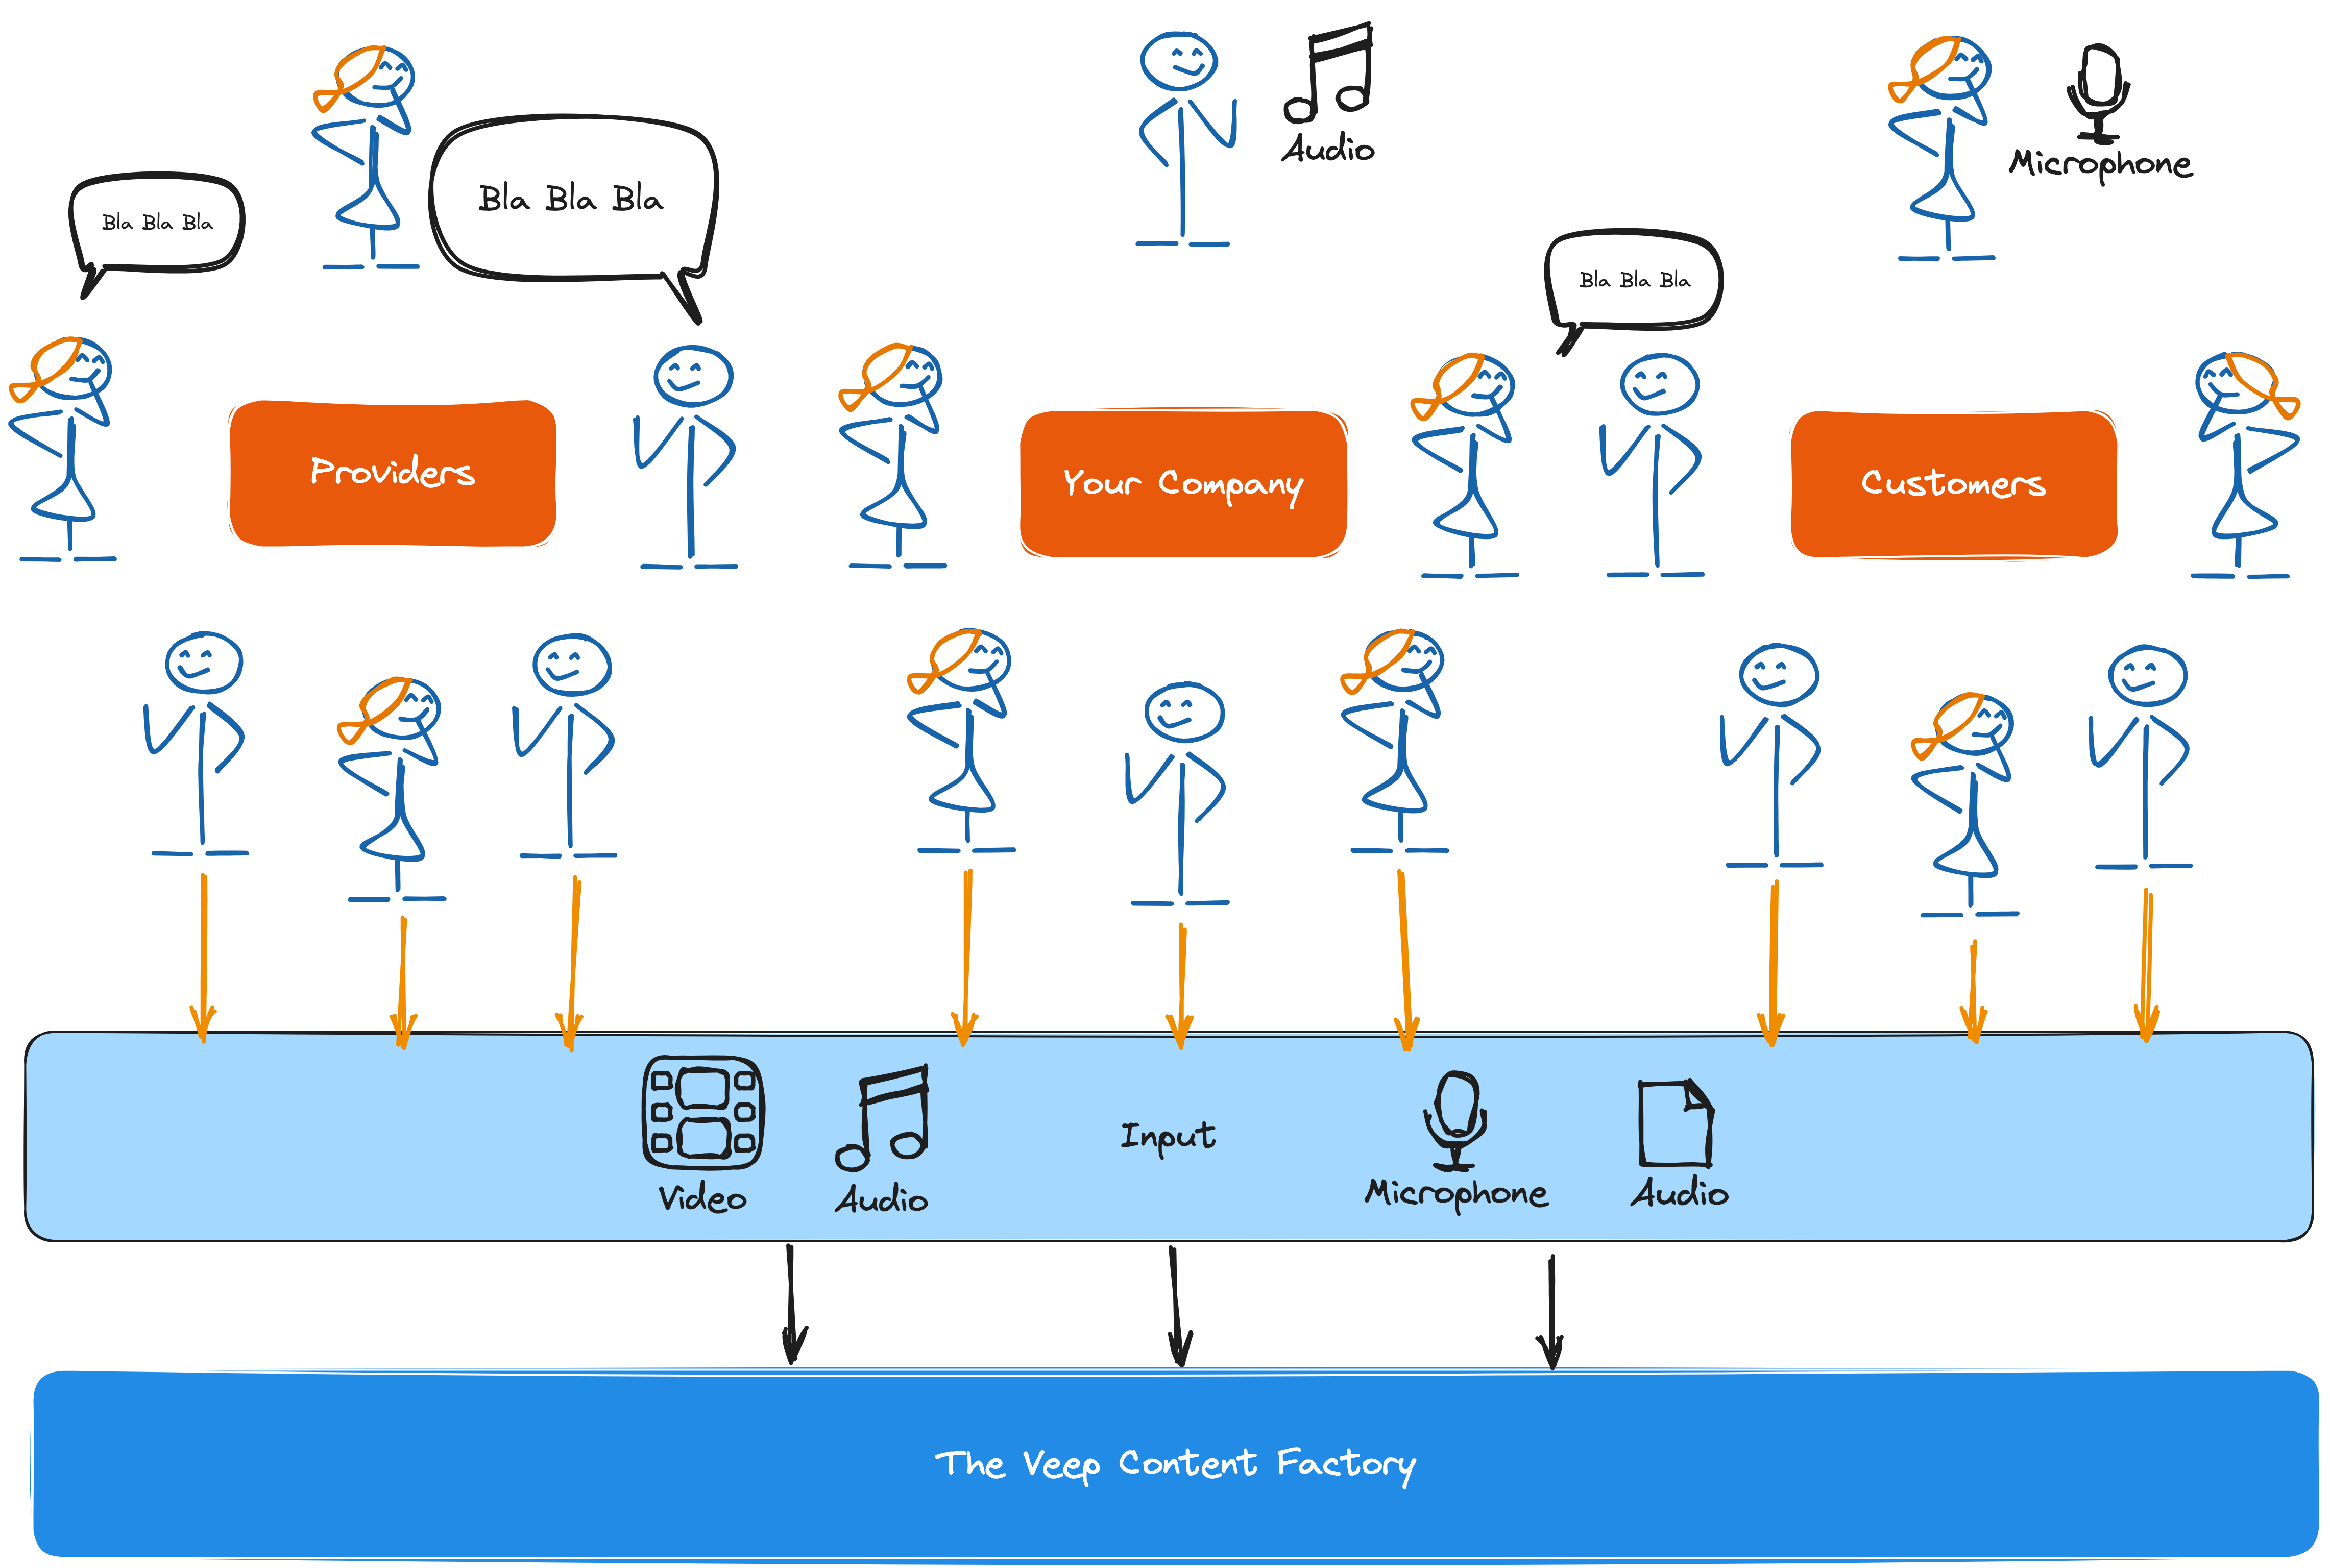 Audio
Microphone
Bla Bla Bla
Bla Bla Bla
Bla Bla Bla
Providers
Your Company
Customers
Input
Video
Audio
Microphone
Audio
The Veep Content Factory